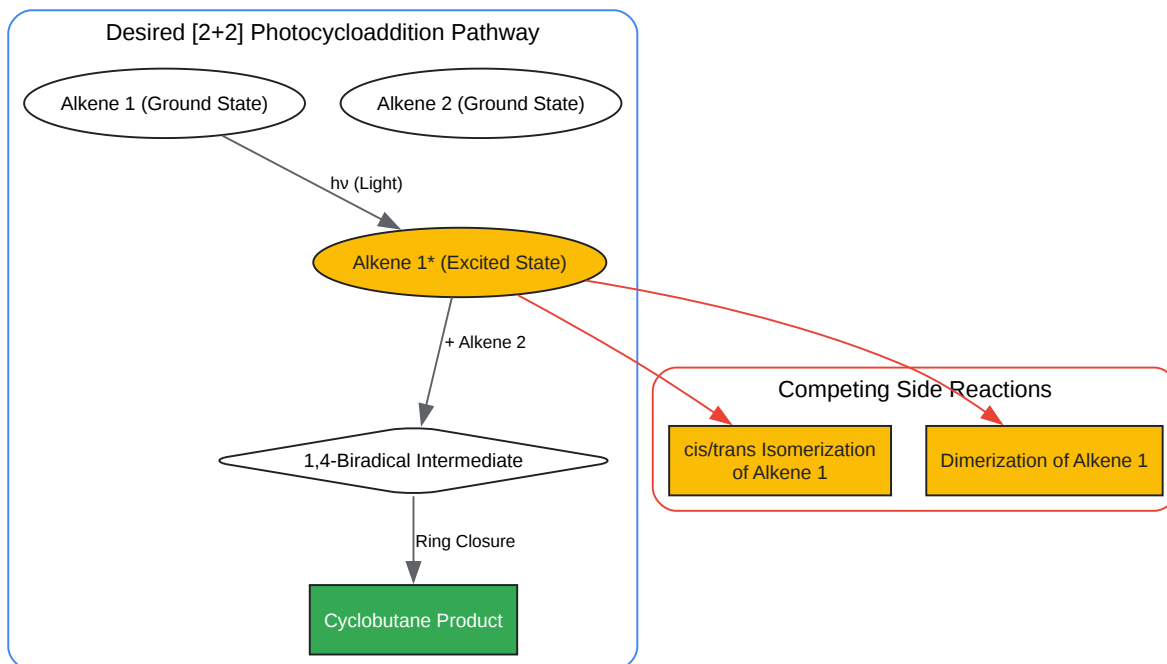 Desired [2+2] Photocycloaddition Pathway
Alkene 1 (Ground State)
Alkene 2 (Ground State)
hν (Light)
Alkene 1* (Excited State)
+ Alkene 2
1,4-Biradical Intermediate
Ring Closure
Cyclobutane Product
Competing Side Reactions
cis/trans Isomerization
of Alkene 1
Dimerization of Alkene 1